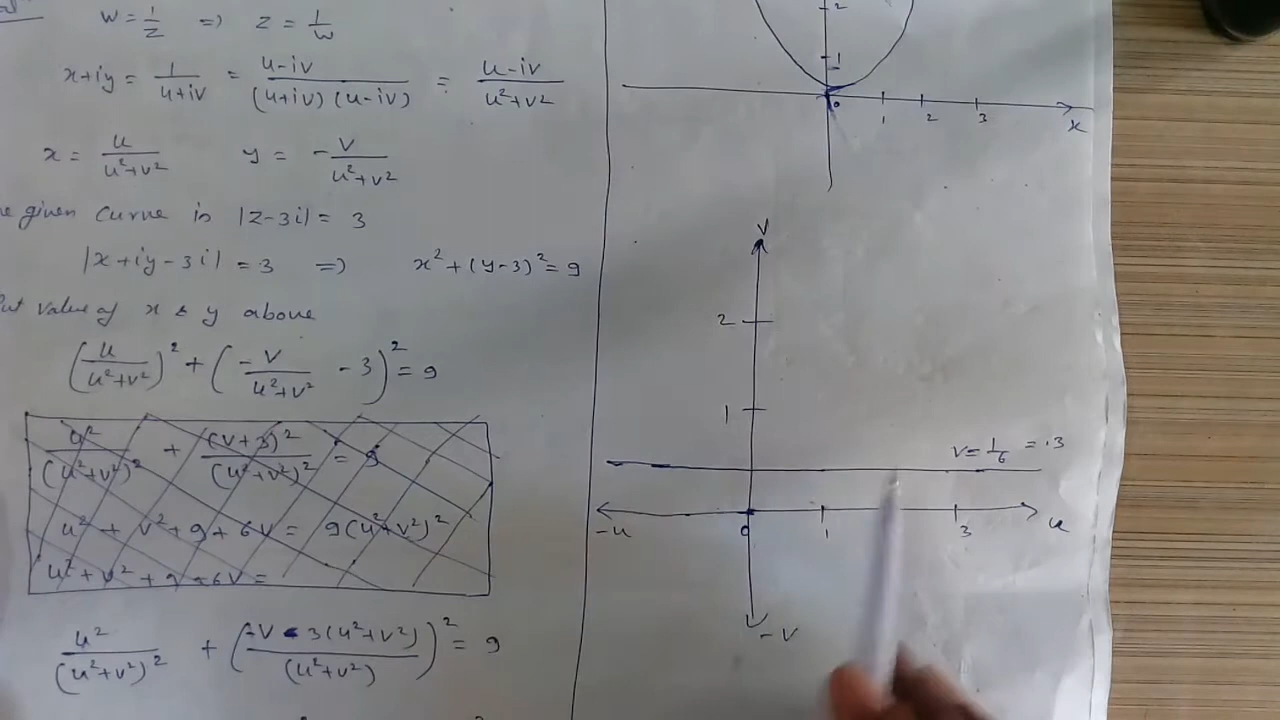 w = 1/z => z = 1/w
x+iy = 1/(u+iv) = (u-iv)/((u+iv)(u-iv)) = (u-iv)/(u²+v²)
x = u/(u²+v²) y = -v/(u²+v²)
given curve is |z-3i| = 3
|x+iy-3i| = 3 => x²+(y-3)² = 9
Put value of x & y above
(u/(u²+v²))² + (-v/(u²+v²) - 3)² = 9
u²/(u²+v²)² + (v+3)²/(u²+v²)² = 9
u² + v² + 9 + 6v = 9(u²+v²)²
u² + v² + 9 + 6v =
u²/(u²+v²)² + ((-v - 3(u²+v²))/(u²+v²))² = 9
2
1
0 1 2 3 x
v
2
1
v = 1/6 = .3
-u 0 1 3 u
-v